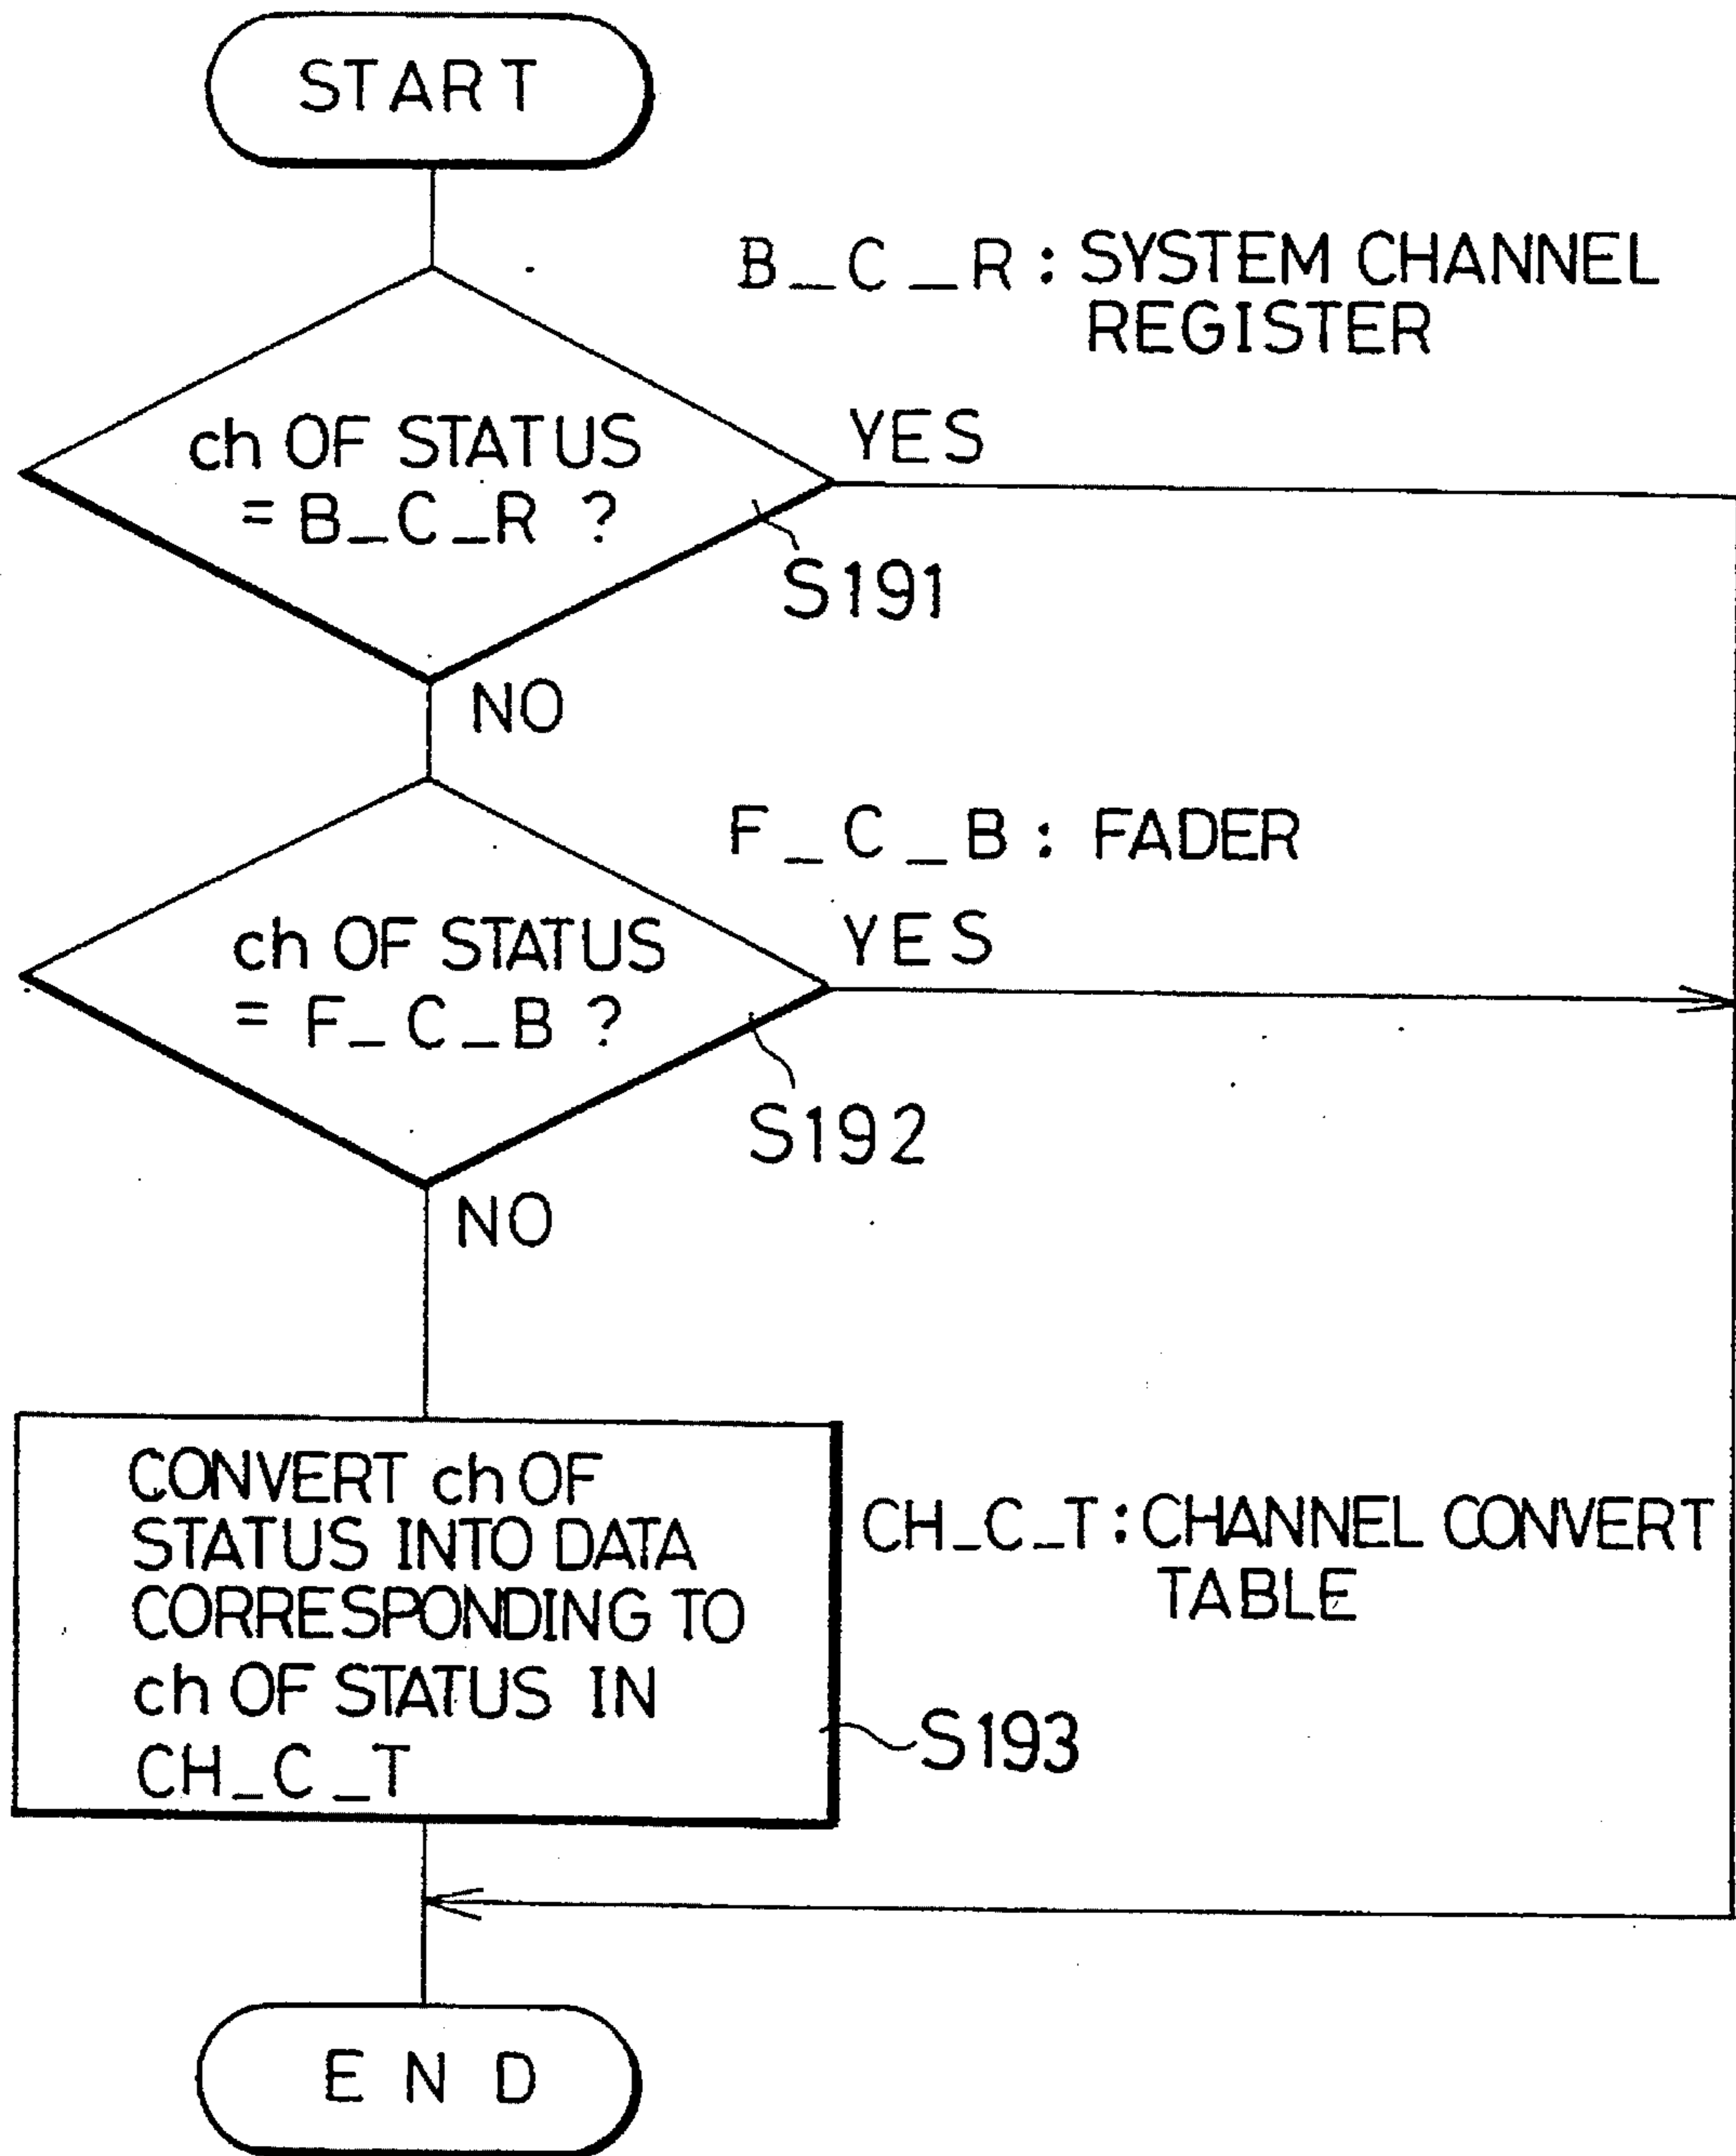 START
B_C_R : SYSTEM CHANNEL
REGISTER
ch OF STATUS
= B_C_R ?
YES
S191
NO
F_C_B : FADER
ch OF STATUS
= F_C_B ?
YES
S192
NO
CONVERT ch OF
STATUS INTO DATA
CORRESPONDING TO
ch OF STATUS IN
CH_C_T
CH_C_T : CHANNEL CONVERT
TABLE
S193
END